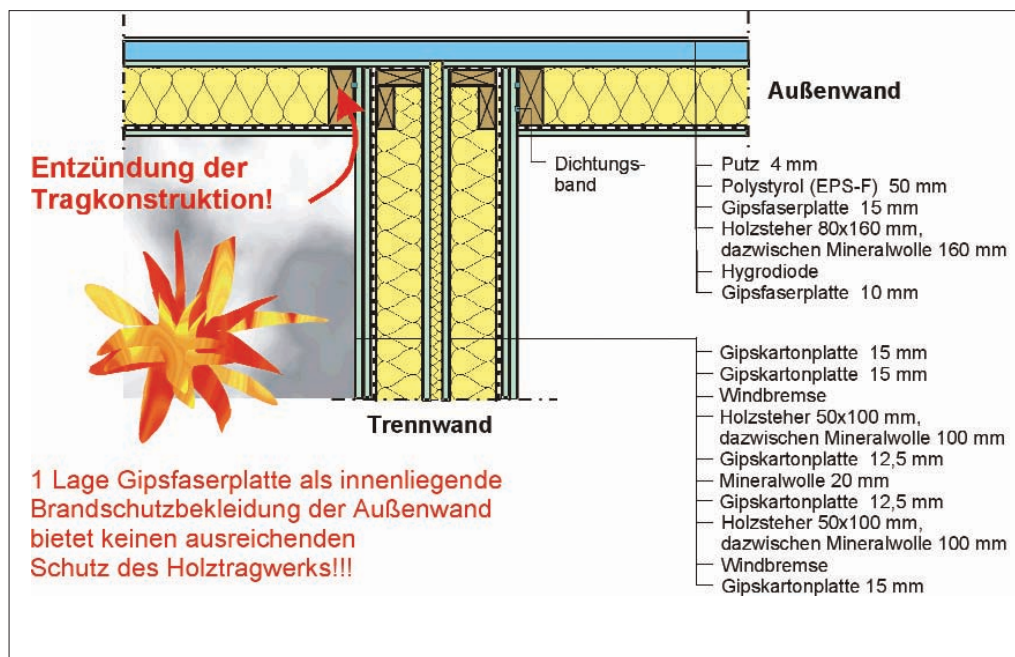 Außenwand
Entzündung der
Tragkonstruktion!
Dichtungs-
band
Putz 4 mm
Polystyrol (EPS-F) 50 mm
Gipsfaserplatte 15 mm
Holzsteher 80x160 mm,
dazwischen Mineralwolle 160 mm
Hygrodiode
Gipsfaserplatte 10 mm
Gipskartonplatte 15 mm
Gipskartonplatte 15 mm
Windbremse
Holzsteher 50x100 mm,
dazwischen Mineralwolle 100 mm
Gipskartonplatte 12,5 mm
Mineralwolle 20 mm
Gipskartonplatte 12,5 mm
Holzsteher 50x100 mm,
dazwischen Mineralwolle 100 mm
Windbremse
Gipskartonplatte 15 mm
Trennwand
1 Lage Gipsfaserplatte als innenliegende
Brandschutzbekleidung der Außenwand
bietet keinen ausreichenden
Schutz des Holztragwerks!!!